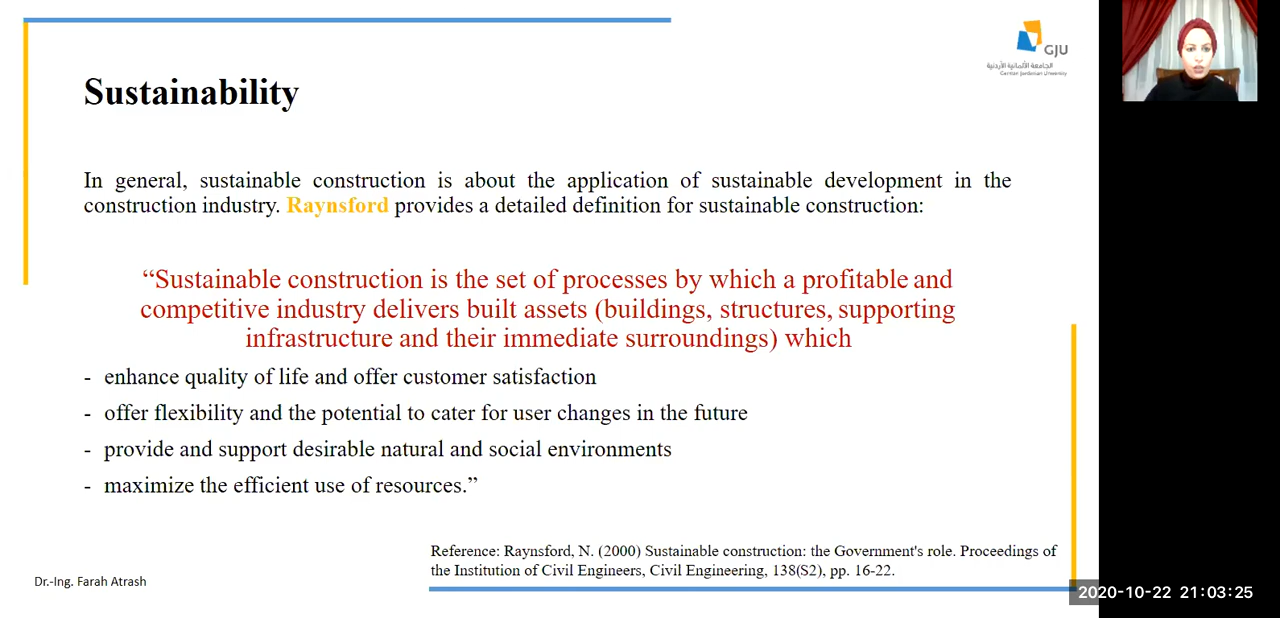 GJU
الجامعة الألمانية الأردنية
German Jordanian University
Sustainability
In general, sustainable construction is about the application of sustainable development in the
construction industry. Raynsford provides a detailed definition for sustainable construction:
“Sustainable construction is the set of processes by which a profitable and
competitive industry delivers built assets (buildings, structures, supporting
infrastructure and their immediate surroundings) which
- enhance quality of life and offer customer satisfaction
- offer flexibility and the potential to cater for user changes in the future
- provide and support desirable natural and social environments
- maximize the efficient use of resources.”
Reference: Raynsford, N. (2000) Sustainable construction: the Government's role. Proceedings of
the Institution of Civil Engineers, Civil Engineering, 138(S2), pp. 16-22.
Dr.-Ing. Farah Atrash
2020-10-22 21:03:25